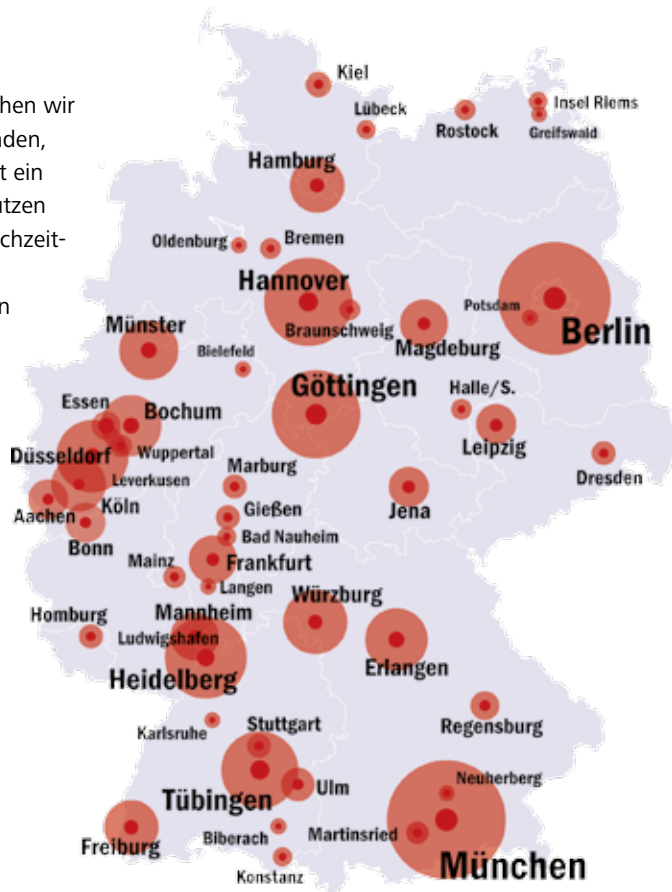 hen wir
nden,
t ein
utzen
chzeit-
n
Kiel
Lübeck
Rostock
Insel Riems
Greifswald
Hamburg
Oldenburg
Bremen
Hannover
Braunschweig
Potsdam
Berlin
Münster
Magdeburg
Bielefeld
Göttingen
Halle/S.
Essen
Bochum
Leipzig
Düsseldorf
Wuppertal
Leverkusen
Marburg
Dresden
Aachen
Köln
Gießen
Jena
Bonn
Bad Nauheim
Mainz
Frankfurt
Langen
Würzburg
Homburg
Mannheim
Ludwigshafen
Erlangen
Heidelberg
Karlsruhe
Stuttgart
Regensburg
Tübingen
Ulm
Neuherberg
Freiburg
Biberach
Martinsried
München
Konstanz